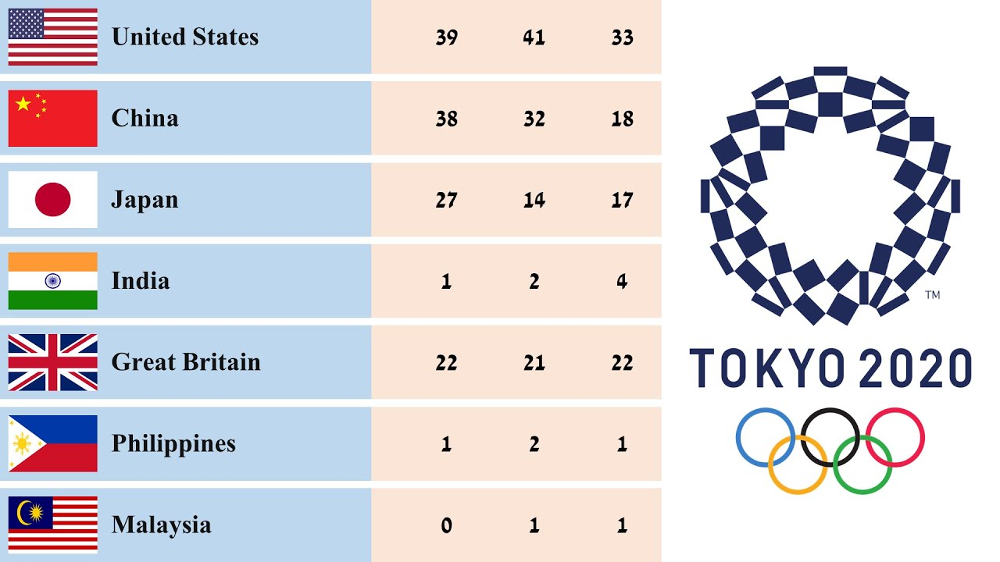 United States 39 41 33
China 38 32 18
Japan 27 14 17
India 1 2 4
Great Britain 22 21 22
Philippines 1 2 1
Malaysia 0 1 1
TM
TOKYO 2020